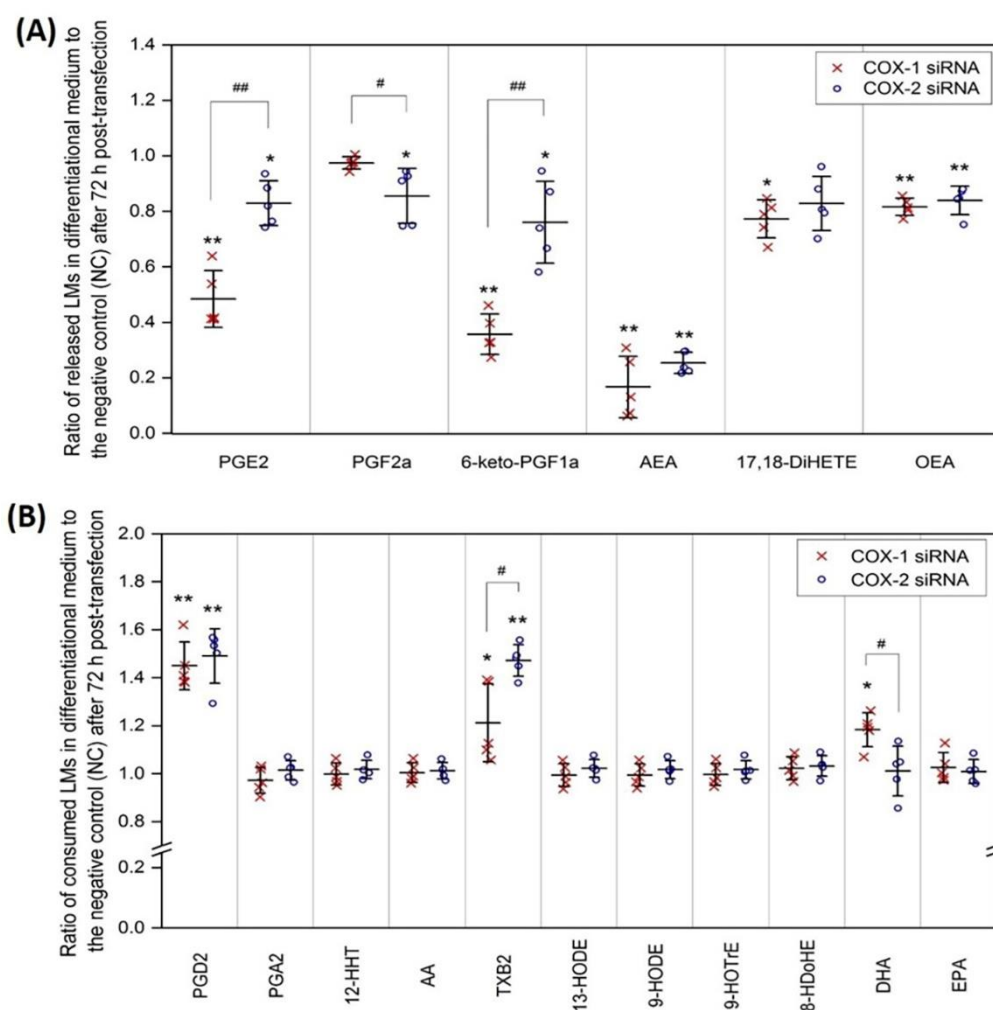 (A)
Ratio of released LMs in differentiational medium to
the negative control (NC) after 72 h post-transfection
1.4
1.2
1.0
0.8
0.6
0.4
0.2
0.0
COX-1 siRNA
COX-2 siRNA
##
#
##
*
*
*
**
**
**
**
*
**
**
PGE2
PGF2a
6-keto-PGF1a
AEA
17,18-DiHETE
OEA
(B)
Ratio of consumed LMs in differentiational medium to
the negative control (NC) after 72 h post-transfection
2.0
1.8
1.6
1.4
1.2
1.0
0.8
0.2
0.0
COX-1 siRNA
COX-2 siRNA
**
**
#
*
**
#
*
PGD2
PGA2
12-HHT
AA
TXB2
13-HODE
9-HODE
9-HOTrE
8-HDoHE
DHA
EPA